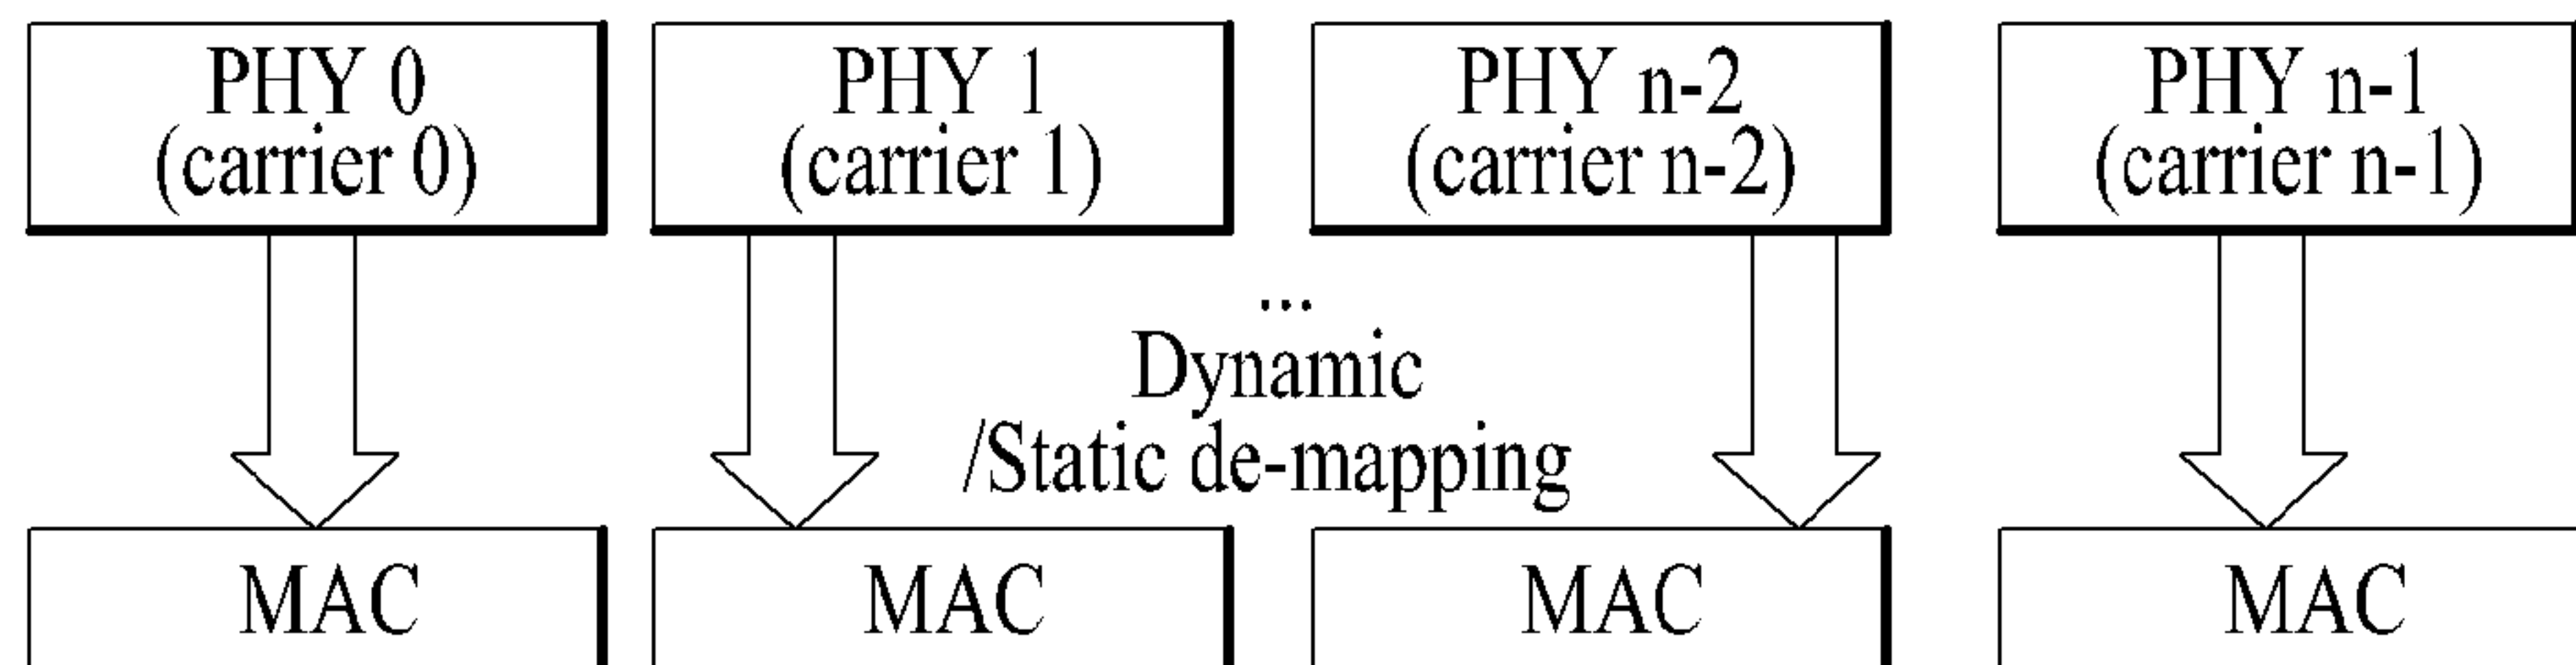 PHY 0
(carrier 0)
PHY 1
(carrier 1)
PHY n-2
(carrier n-2)
PHY n-1
(carrier n-1)
...
Dynamic
/Static de-mapping
MAC
MAC
MAC
MAC